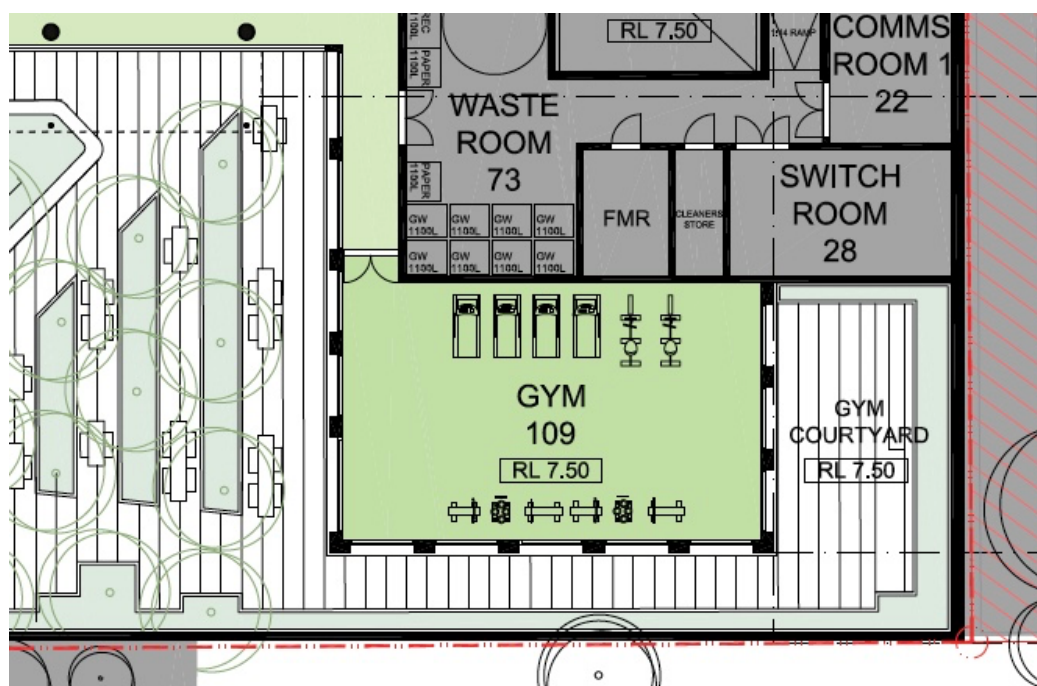 REC
1100L
PAPER
1100L
RL 7.50
1:14 RAMP
COMMS
ROOM 1
22
WASTE
ROOM
73
PAPER
1100L
GW
1100L
GW
1100L
GW
1100L
GW
1100L
GW
1100L
GW
1100L
GW
1100L
GW
1100L
FMR
CLEANERS
STORE
SWITCH
ROOM
28
GYM
109
RL 7.50
GYM
COURTYARD
RL 7.50